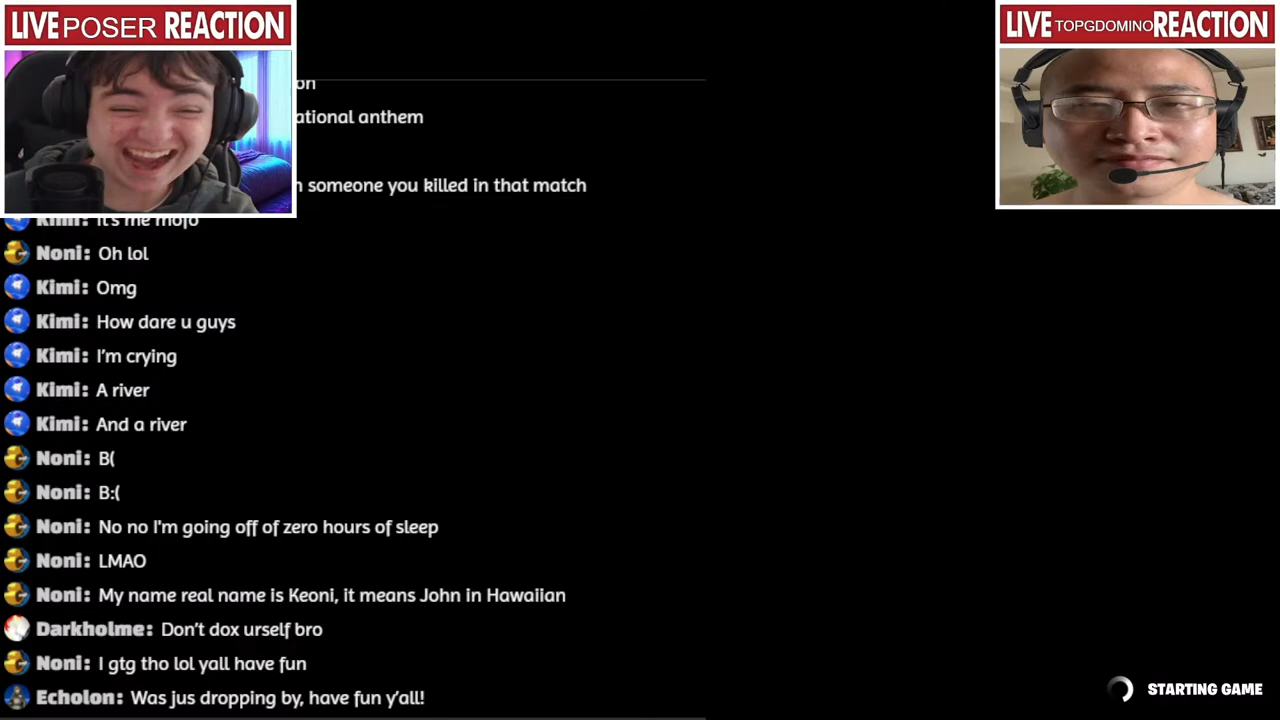 LIVE POSER REACTION
LIVE TOPGDOMINO REACTION
on
ational anthem
n someone you killed in that match
Kimi: It's me mojo
Noni: Oh lol
Kimi: Omg
Kimi: How dare u guys
Kimi: I'm crying
Kimi: A river
Kimi: And a river
Noni: B(
Noni: B:(
Noni: No no I'm going off of zero hours of sleep
Noni: LMAO
Noni: My name real name is Keoni, it means John in Hawaiian
Darkholme: Don't dox urself bro
Noni: I gtg tho lol yall have fun
Echolon: Was jus dropping by, have fun y'all!
STARTING GAME